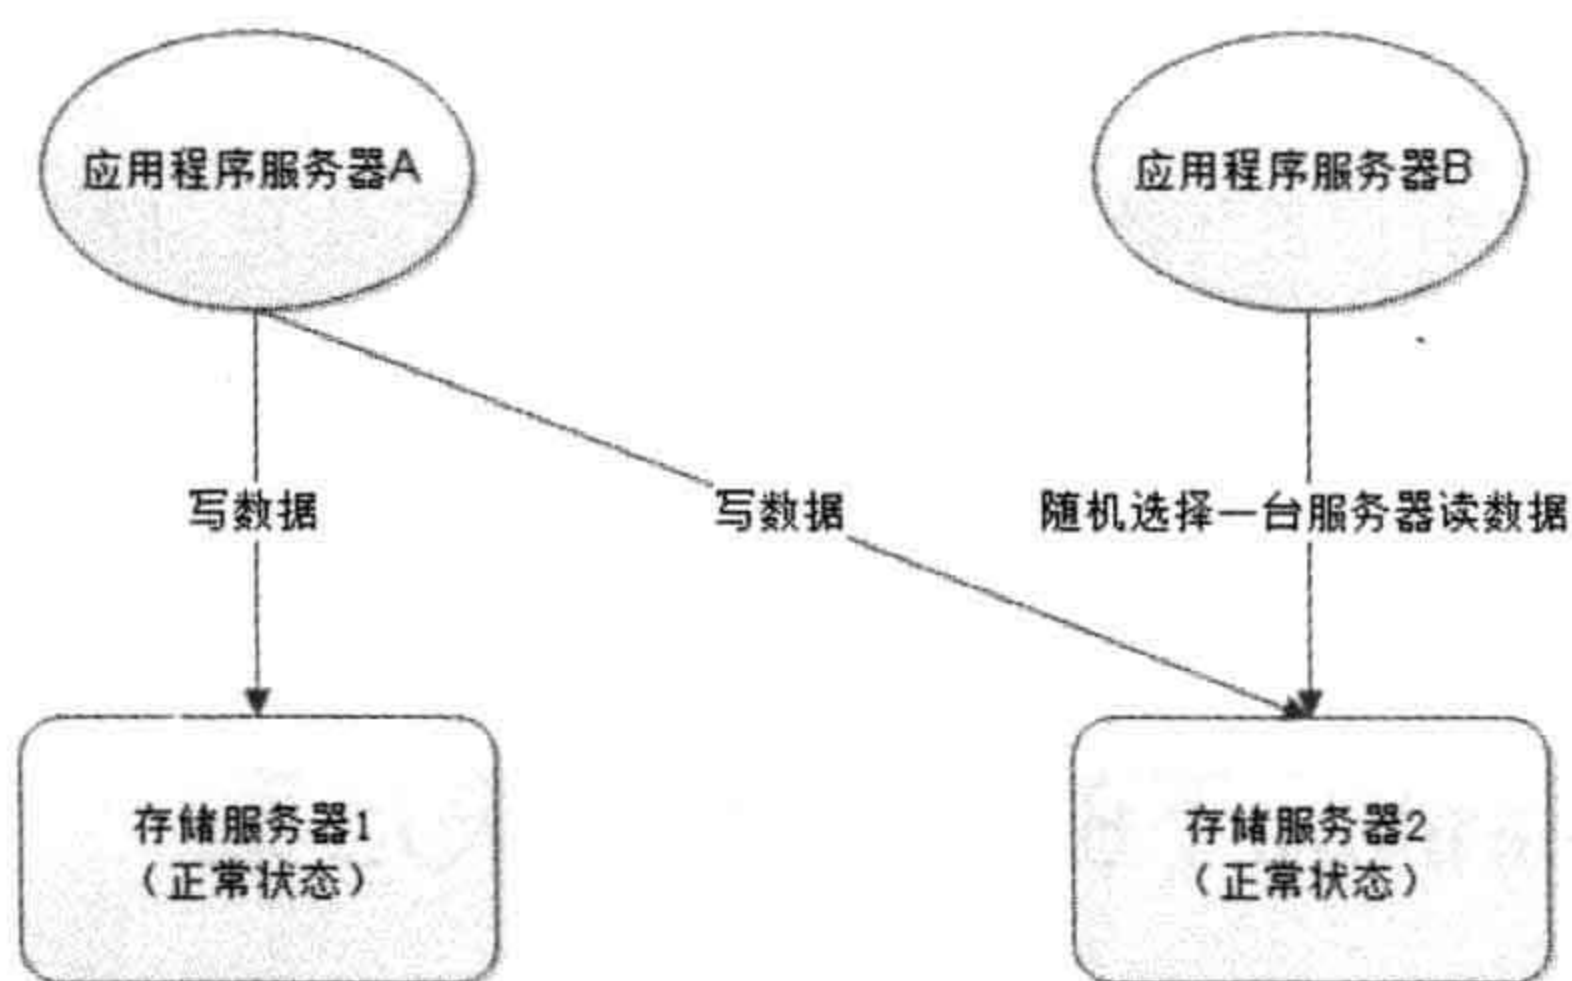 应用程序服务器A
应用程序服务器B
写数据
写数据
随机选择一台服务器读数据
存储服务器1
（正常状态）
存储服务器2
（正常状态）